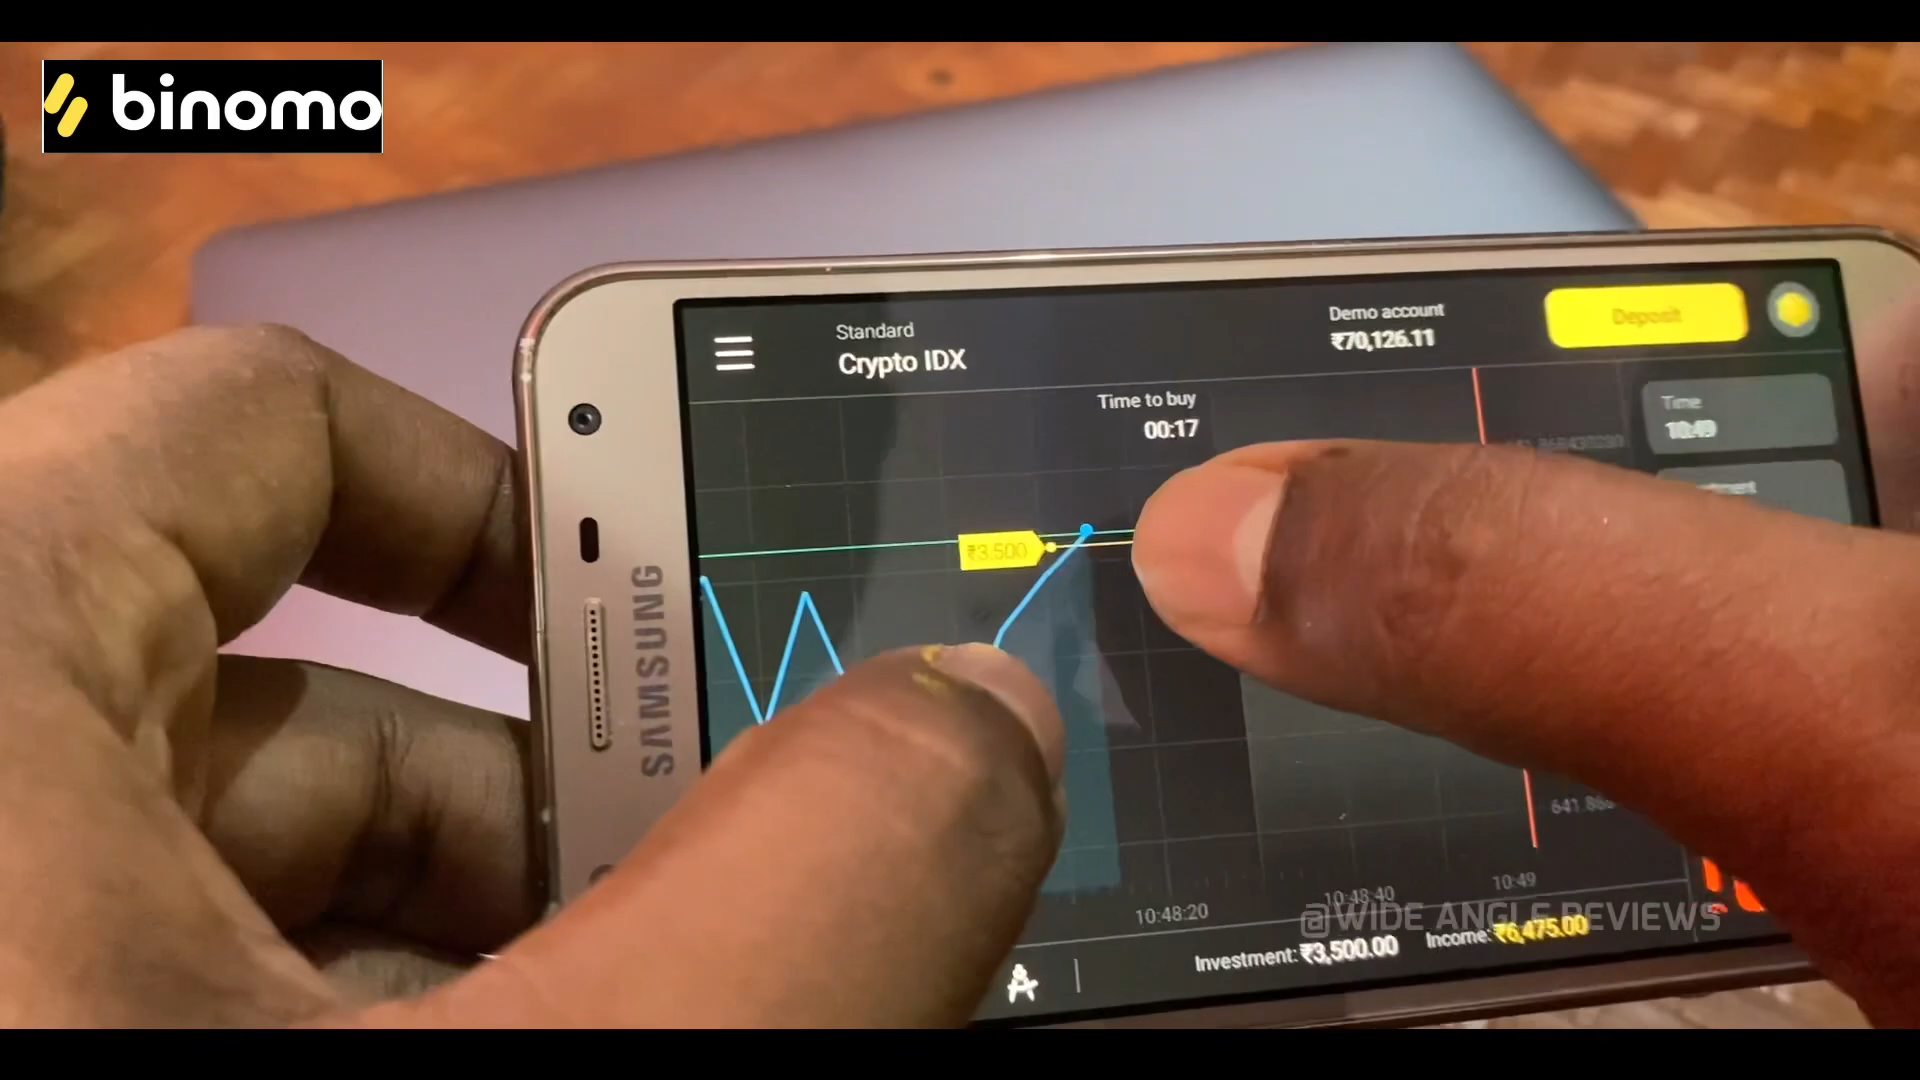 binomo
Standard
Crypto IDX
Demo account
₹70,126.11
Deposit
Time to buy
00:17
Time
10:49
₹3.500
SAMSUNG
10:48:20
10:48:40
10:49
@WIDE ANGLE REVIEWS
Investment: ₹3,500.00
Income: ₹6,475.00